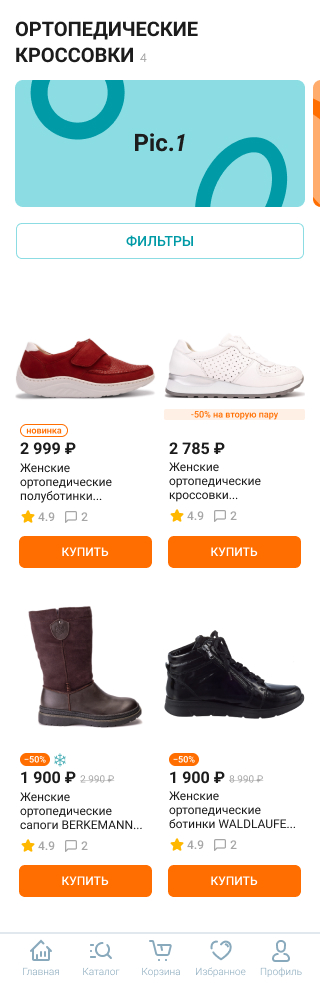 ОРТОПЕДИЧЕСКИЕ
КРОССОВКИ 4
Pic.1
ФИЛЬТРЫ
-50% на вторую пару
новинка
2 999 ₽
Женские
ортопедические
полуботинки...
4.9 2
КУПИТЬ
2 785 ₽
Женские
ортопедические
кроссовки...
4.9 2
КУПИТЬ
−50%
1 900 ₽ 2 990 ₽
Женские
ортопедические
сапоги BERKEMANN...
4.9 2
КУПИТЬ
−50%
1 900 ₽ 8 990 ₽
Женские
ортопедические
ботинки WALDLAUFE...
4.9 2
КУПИТЬ
Главная Каталог Корзина Избранное Профиль